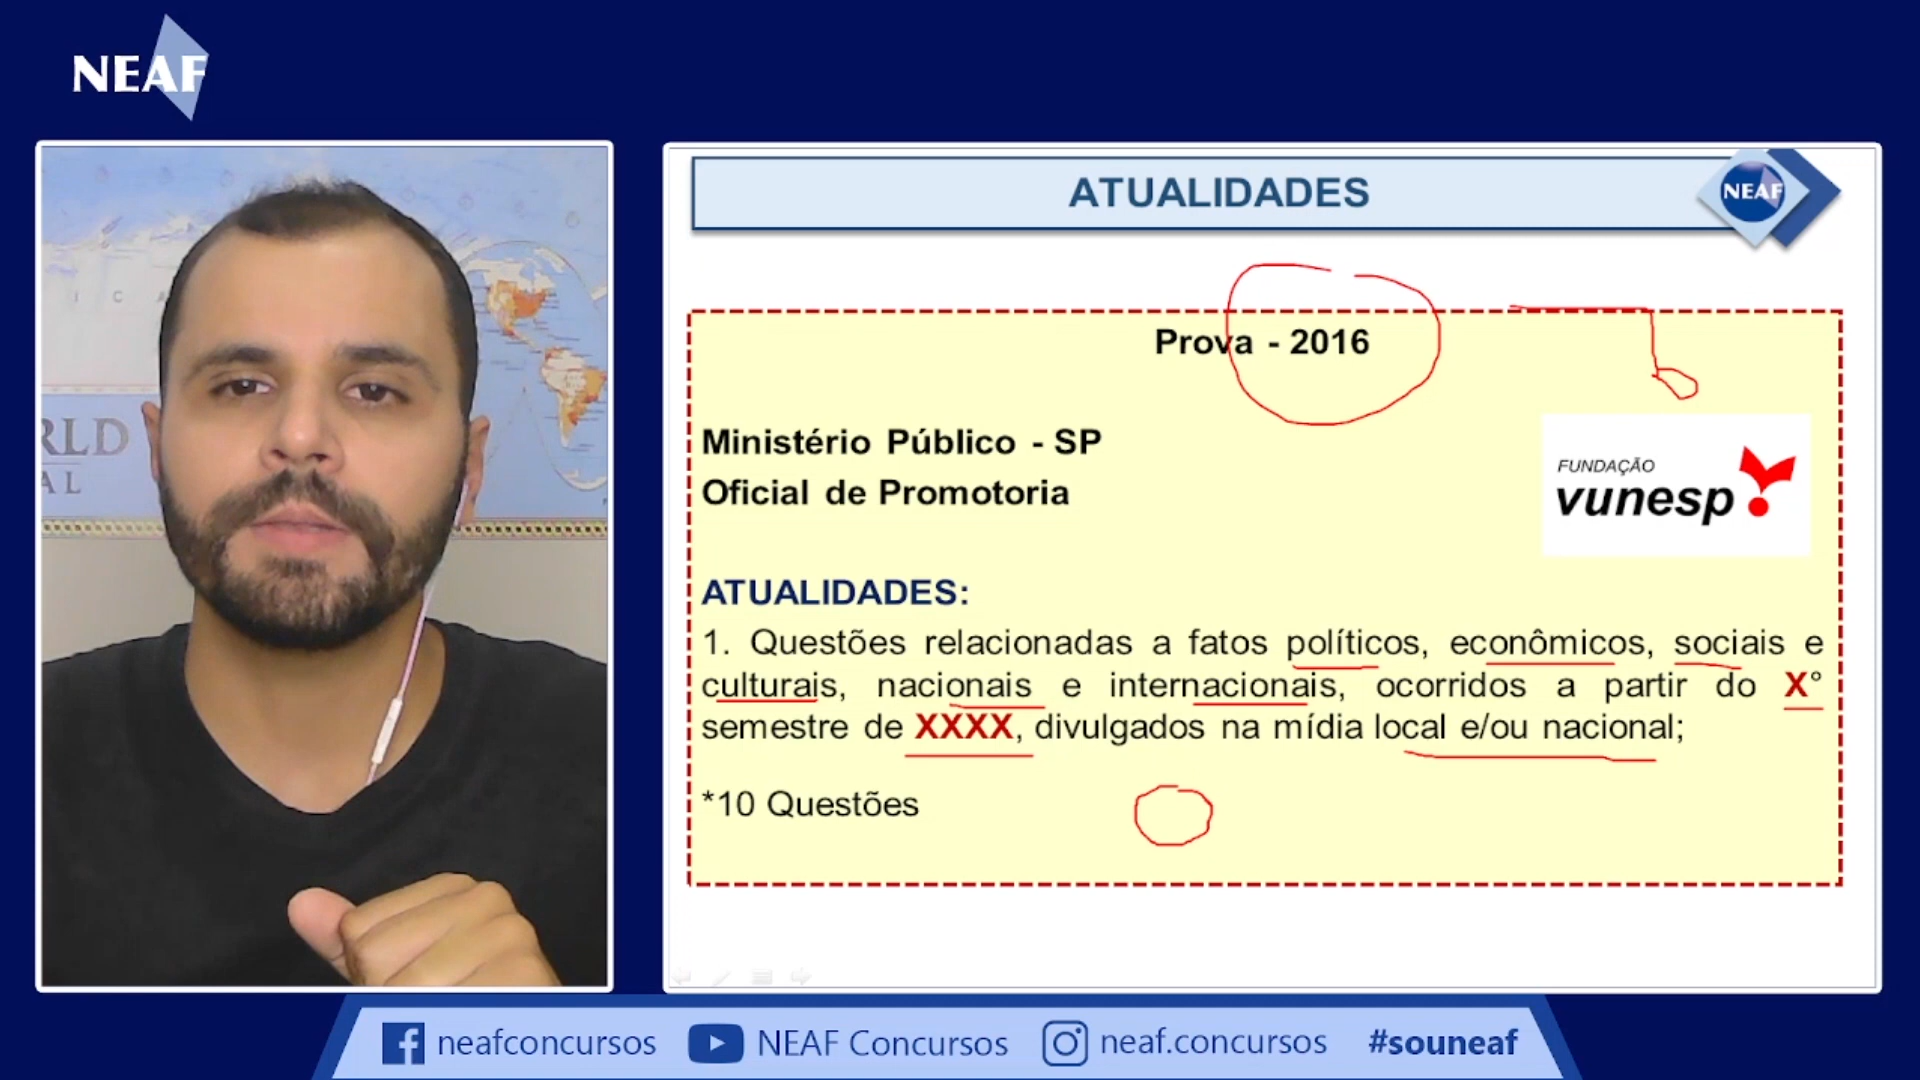 NEAF
RLD
AL
ATUALIDADES
NEAF
Prova - 2016
Ministério Público - SP
Oficial de Promotoria
FUNDAÇÃO
vunesp
ATUALIDADES:
1. Questões relacionadas a fatos políticos, econômicos, sociais e
culturais, nacionais e internacionais, ocorridos a partir do X°
semestre de XXXX, divulgados na mídia local e/ou nacional;
*10 Questões
neafconcursos
NEAF Concursos
neaf.concursos
#souneaf